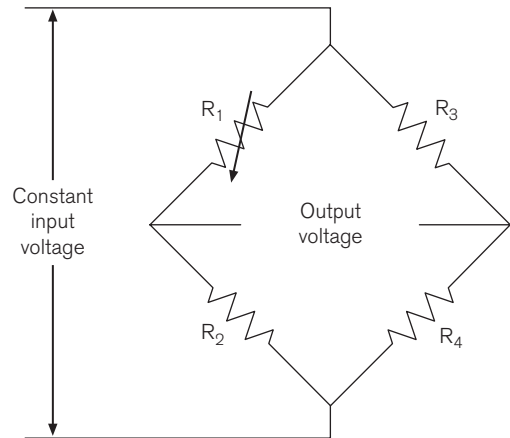 R1
R3
Constant
input
voltage
Output
voltage
R2
R4